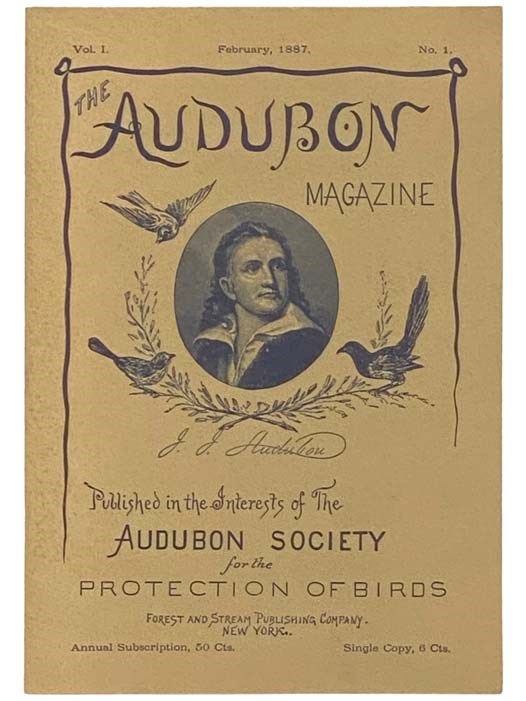 Vol. I. February, 1887. No. 1.
THE
AUDUBON
MAGAZINE
J. J. Audubon
Published in the Interests of The
AUDUBON SOCIETY
for the
PROTECTION OF BIRDS
FOREST AND STREAM PUBLISHING COMPANY.
NEW YORK.
Annual Subscription, 50 Cts. Single Copy, 6 Cts.